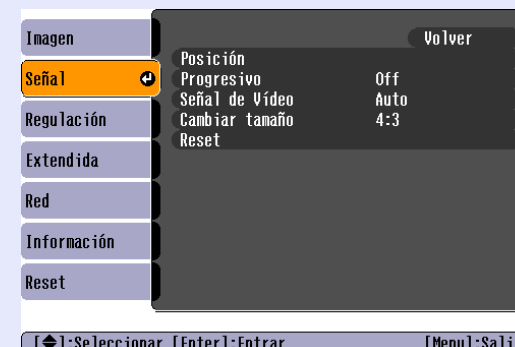 Imagen
Señal
Regulación
Extendida
Red
Información
Reset
Volver
Posición
Progresivo Off
Señal de Vídeo Auto
Cambiar tamaño 4:3
Reset
[◆]:Seleccionar [Enter]:Entrar [Menu]:Sali